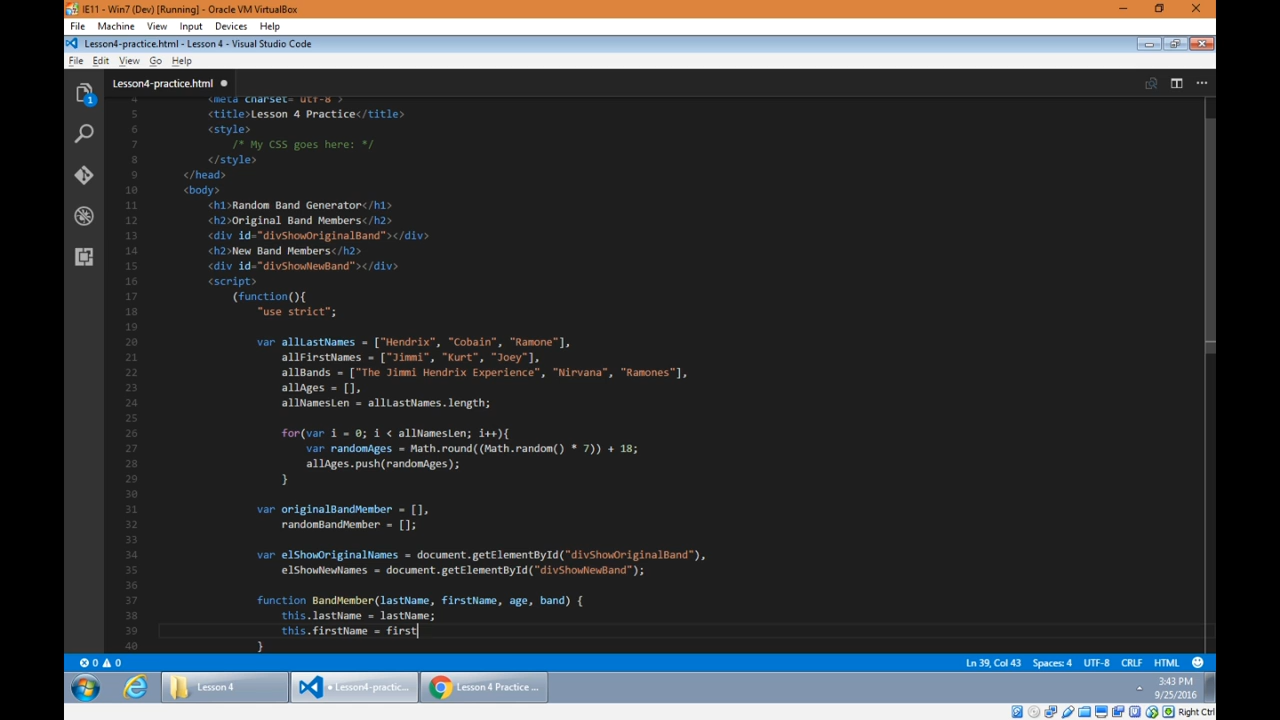 IE11 - Win7 (Dev) [Running] - Oracle VM VirtualBox
File Machine View Input Devices Help
Lesson4-practice.html - Lesson 4 - Visual Studio Code
File Edit View Go Help
Lesson4-practice.html
1
4 <meta charset="utf-8">
5 <title>Lesson 4 Practice</title>
6 <style>
7 /* My CSS goes here: */
8 </style>
9 </head>
10 <body>
11 <h1>Random Band Generator</h1>
12 <h2>Original Band Members</h2>
13 <div id="divShowOriginalBand"></div>
14 <h2>New Band Members</h2>
15 <div id="divShowNewBand"></div>
16 <script>
17 (function(){
18 "use strict";
19
20 var allLastNames = ["Hendrix", "Cobain", "Ramone"],
21 allFirstNames = ["Jimmi", "Kurt", "Joey"],
22 allBands = ["The Jimmi Hendrix Experience", "Nirvana", "Ramones"],
23 allAges = [],
24 allNamesLen = allLastNames.length;
25
26 for(var i = 0; i < allNamesLen; i++){
27 var randomAges = Math.round((Math.random() * 7)) + 18;
28 allAges.push(randomAges);
29 }
30
31 var originalBandMember = [],
32 randomBandMember = [];
33
34 var elShowOriginalNames = document.getElementById("divShowOriginalBand"),
35 elShowNewNames = document.getElementById("divShowNewBand");
36
37 function BandMember(lastName, firstName, age, band) {
38 this.lastName = lastName;
39 this.firstName = first
40 }
0 0 Ln 39, Col 43 Spaces: 4 UTF-8 CRLF HTML
Lesson 4 Lesson4-practic... Lesson 4 Practice ... 3:43 PM
9/25/2016
Right Ctrl